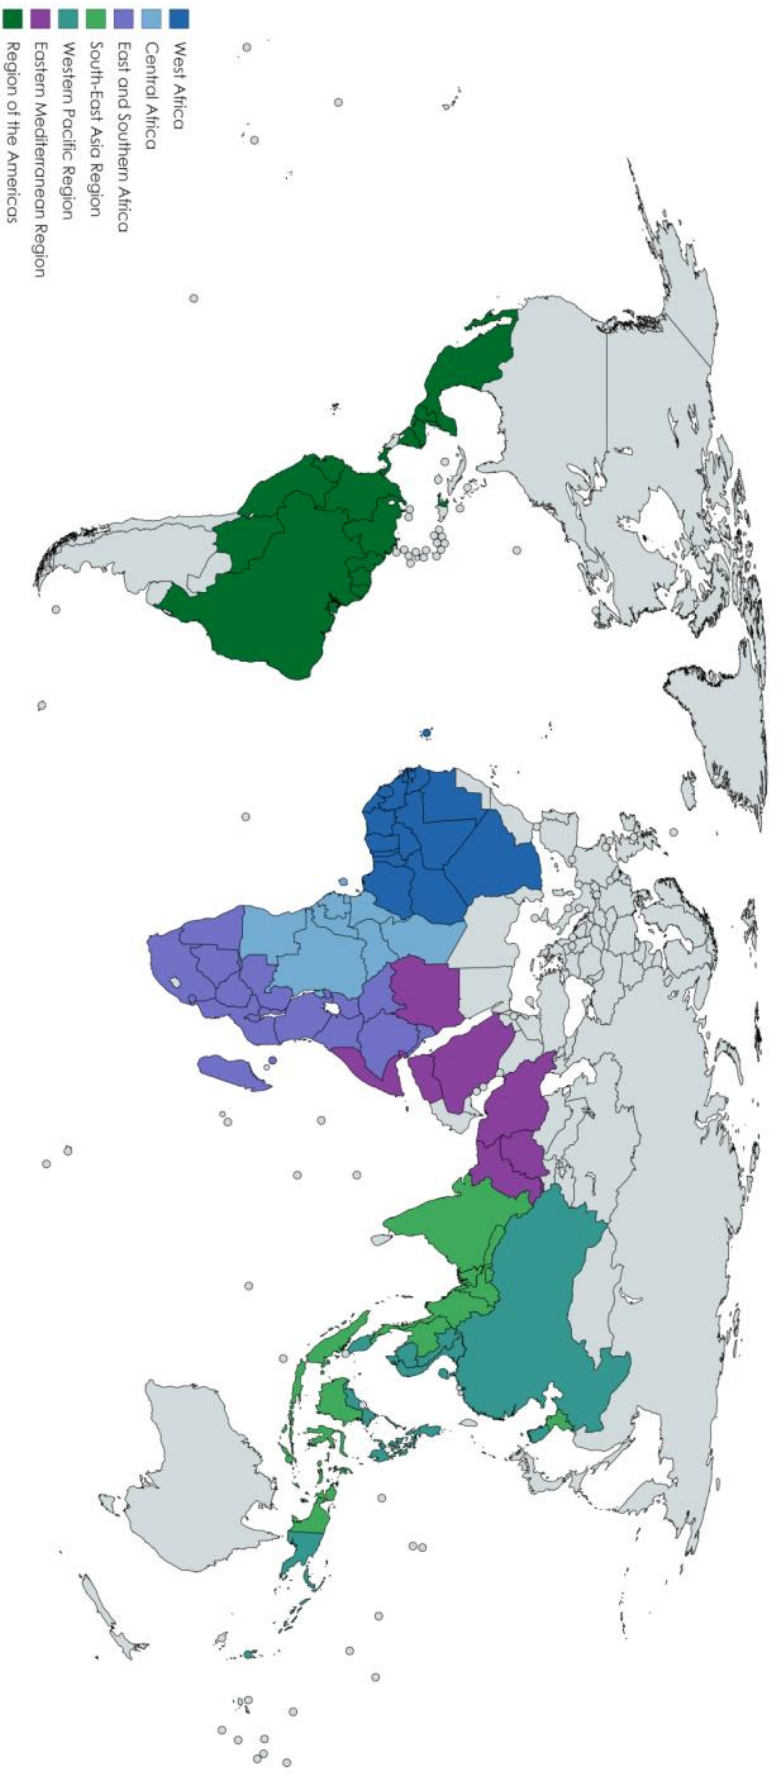 West Africa
Central Africa
East and Southern Africa
South-East Asia Region
Western Pacific Region
Eastern Mediterranean Region
Region of the Americas